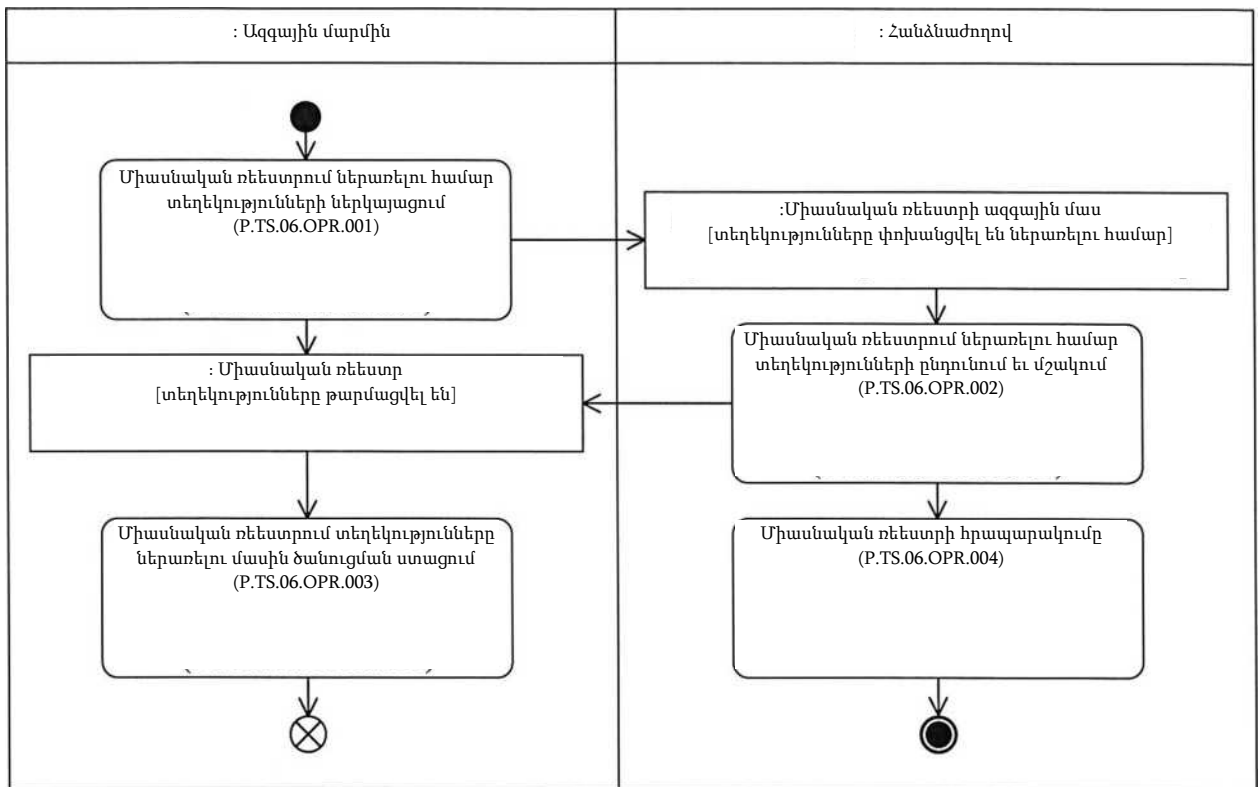 : Ազգային մարմին
: Հանձնաժողով
Միասնական ռեեստրում ներառելու համար
տեղեկությունների ներկայացում
(P.TS.06.OPR.001)
:Միասնական ռեեստրի ազգային մաս
[տեղեկությունները փոխանցվել են ներառելու համար]
Միասնական ռեեստրում ներառելու համար
տեղեկությունների ընդունում եւ մշակում
(P.TS.06.OPR.002)
: Միասնական ռեեստր
[տեղեկությունները թարմացվել են]
Միասնական ռեեստրում տեղեկությունները
ներառելու մասին ծանուցման ստացում
(P.TS.06.OPR.003)
Միասնական ռեեստրի հրապարակումը
(P.TS.06.OPR.004)